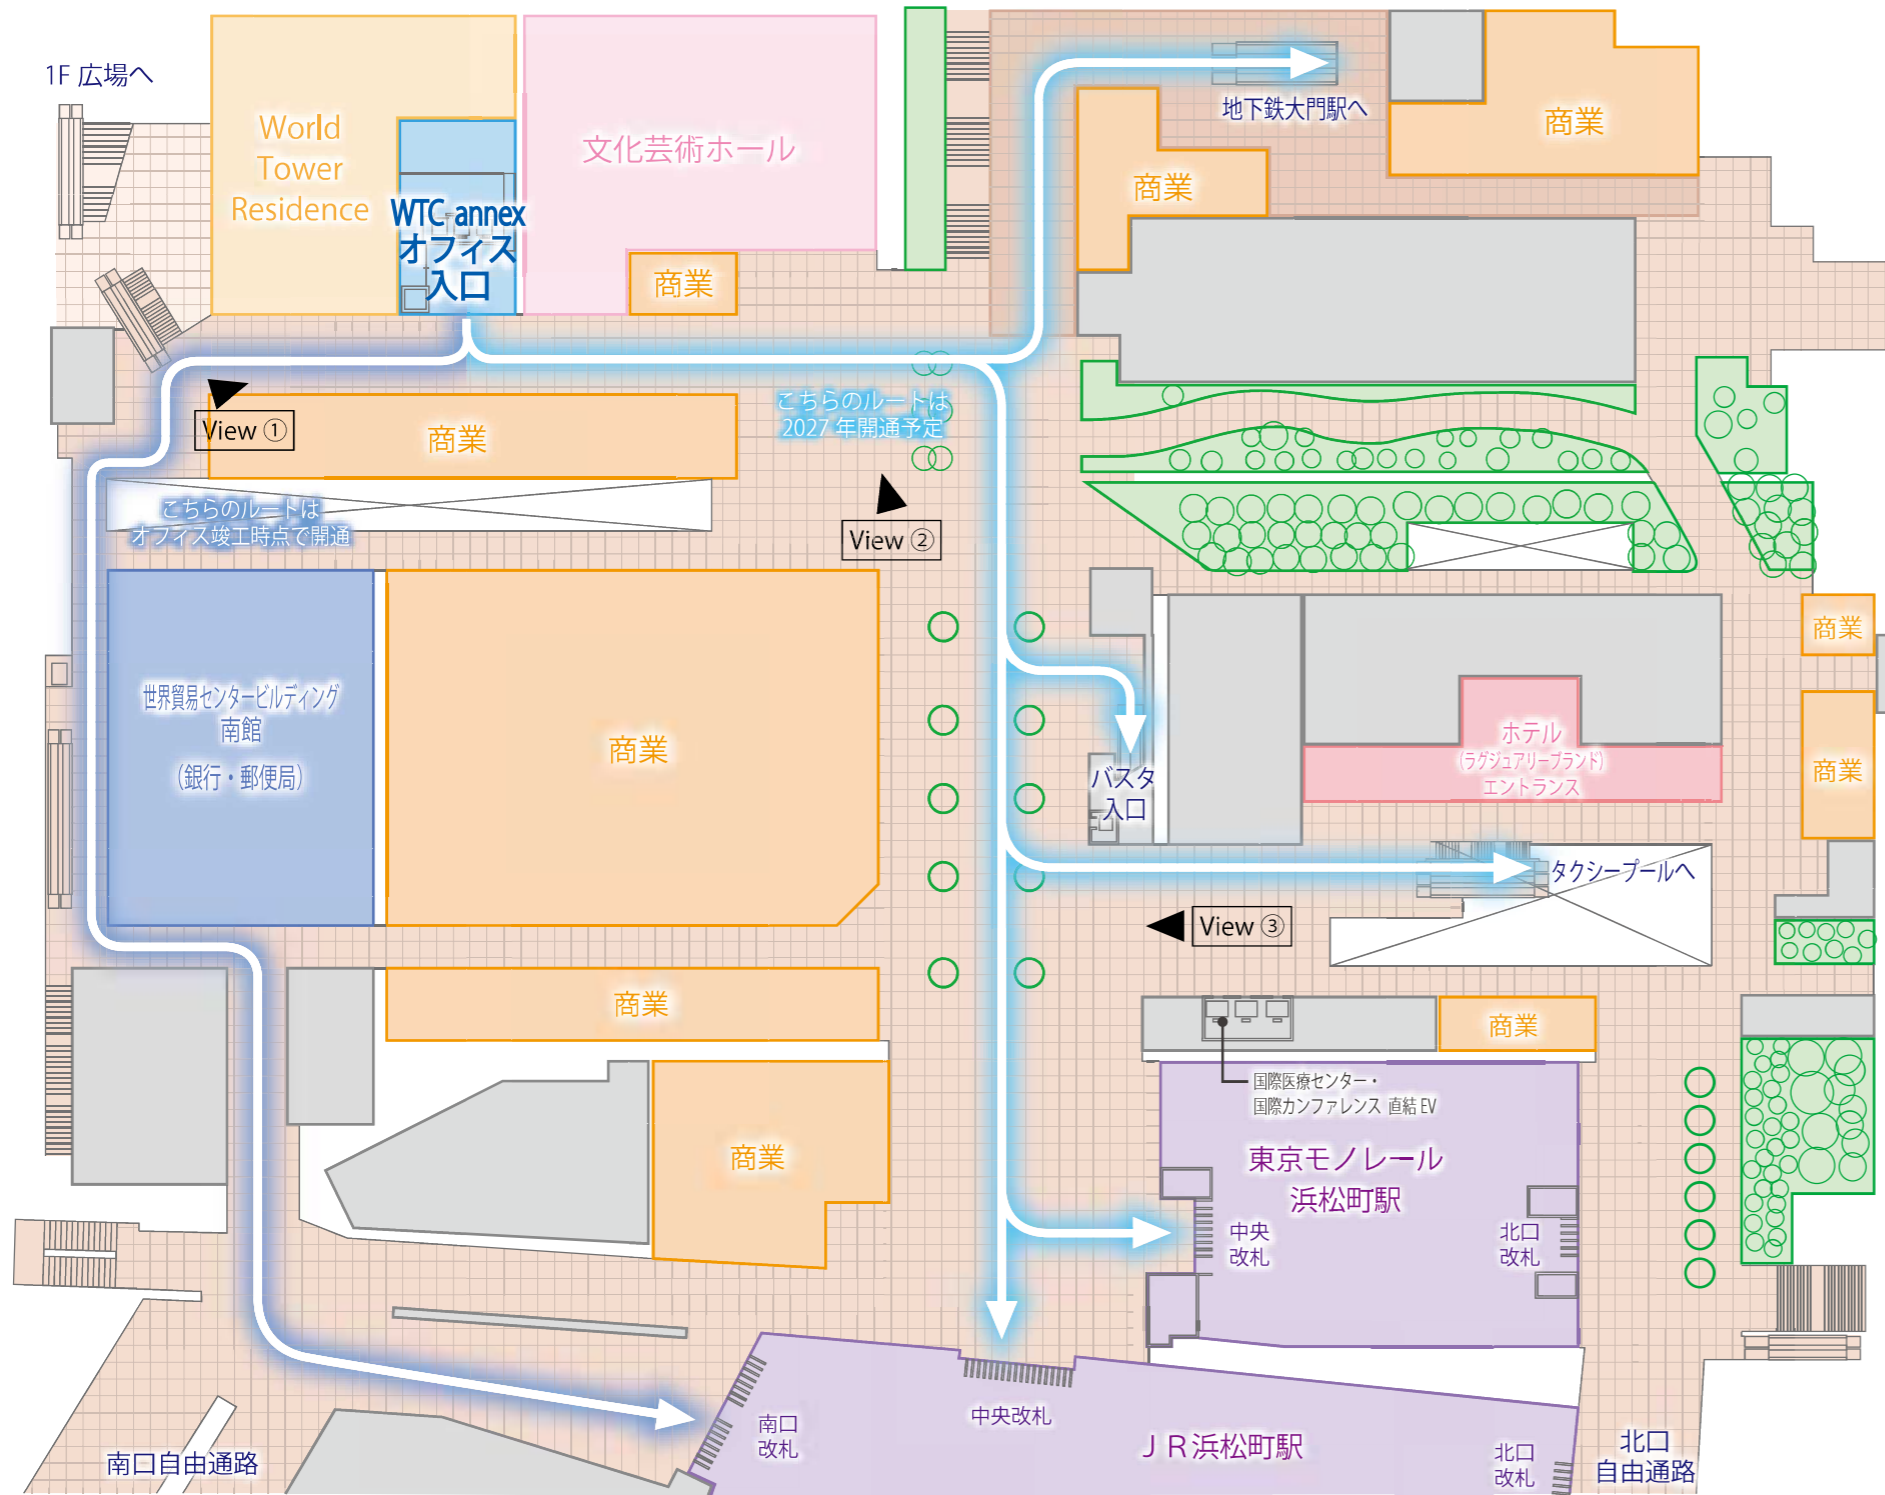 1F 広場へ
World
Tower
Residence
WTC annex
オフィス
入口
文化芸術ホール
商業
地下鉄大門駅へ
商業
商業
View ①
商業
こちらのルートは
2027 年開通予定
View ②
こちらのルートは
オフィス竣工時点で開通
世界貿易センタービルディング
南館
（銀行・郵便局）
商業
バスタ
入口
ホテル
（ラグジュアリーブランド）
エントランス
商業
商業
タクシープールへ
View ③
商業
商業
国際医療センター・
国際カンファレンス 直結 EV
商業
東京モノレール
浜松町駅
中央
改札
北口
改札
南口
改札
中央改札
ＪＲ浜松町駅
北口
改札
南口自由通路
北口
自由通路